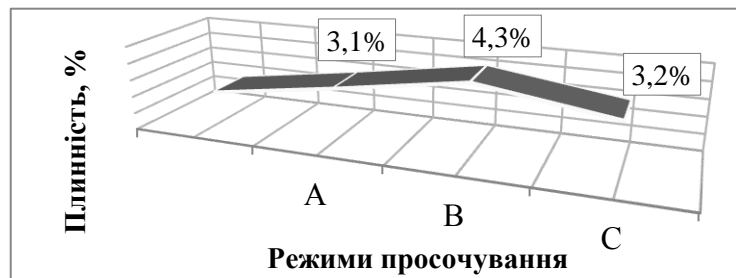 3,1%
4,3%
3,2%
Плинність, %
A
B
C
Режими просочування